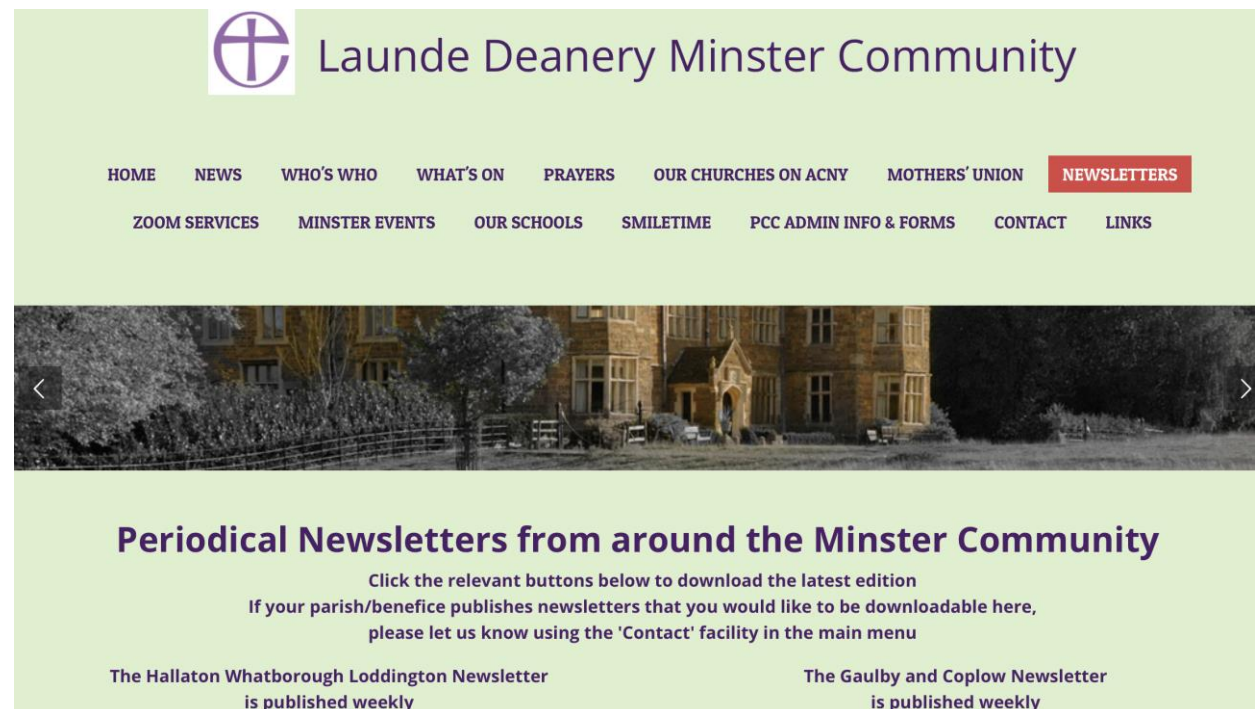 Launde Deanery Minster Community
HOME NEWS WHO'S WHO WHAT'S ON PRAYERS OUR CHURCHES ON ACNY MOTHERS' UNION NEWSLETTERS
ZOOM SERVICES MINSTER EVENTS OUR SCHOOLS SMILETIME PCC ADMIN INFO & FORMS CONTACT LINKS
Periodical Newsletters from around the Minster Community
Click the relevant buttons below to download the latest edition
If your parish/benefice publishes newsletters that you would like to be downloadable here,
please let us know using the 'Contact' facility in the main menu
The Hallaton Whatborough Loddington Newsletter
is published weekly
The Gaulby and Coplow Newsletter
is published weekly